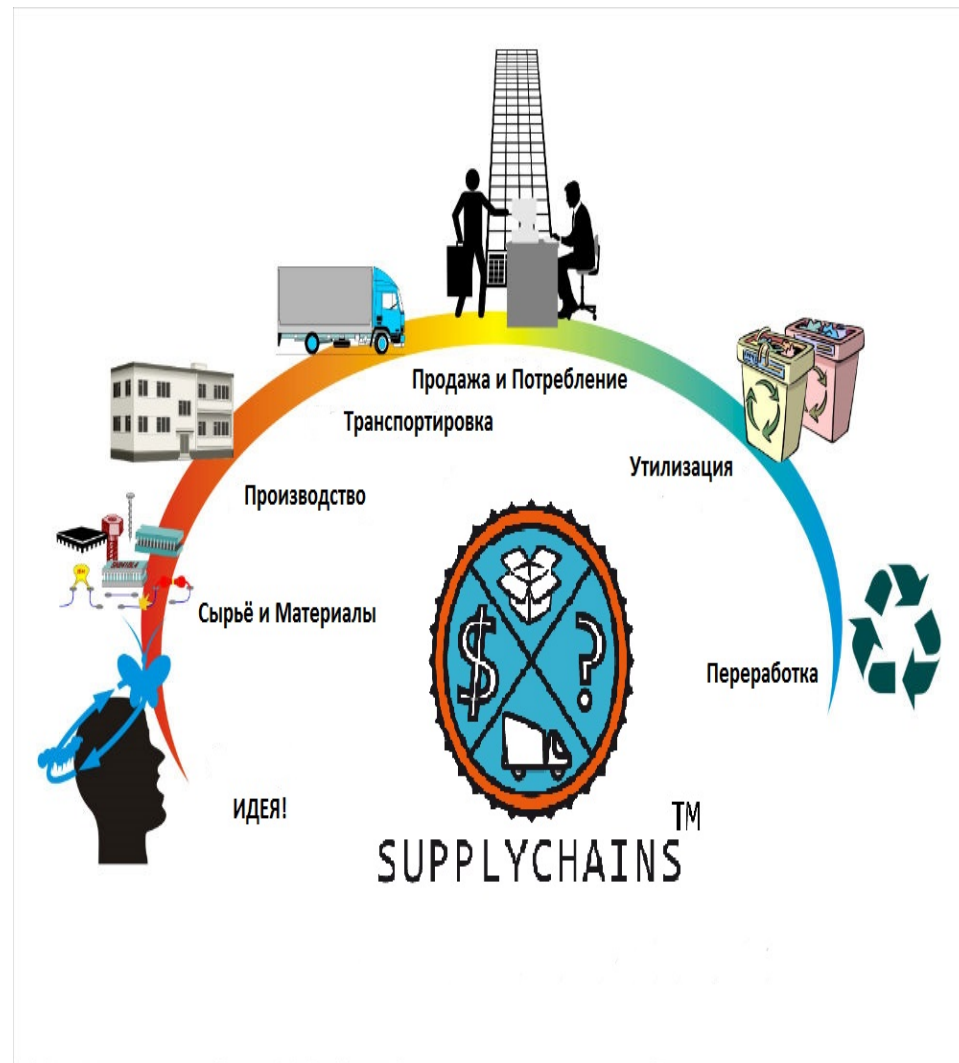 Продажа и Потребление
Транспортировка
Утилизация
Производство
Сырьё и Материалы
Переработка
ИДЕЯ!
TM
SUPPLYCHAINS